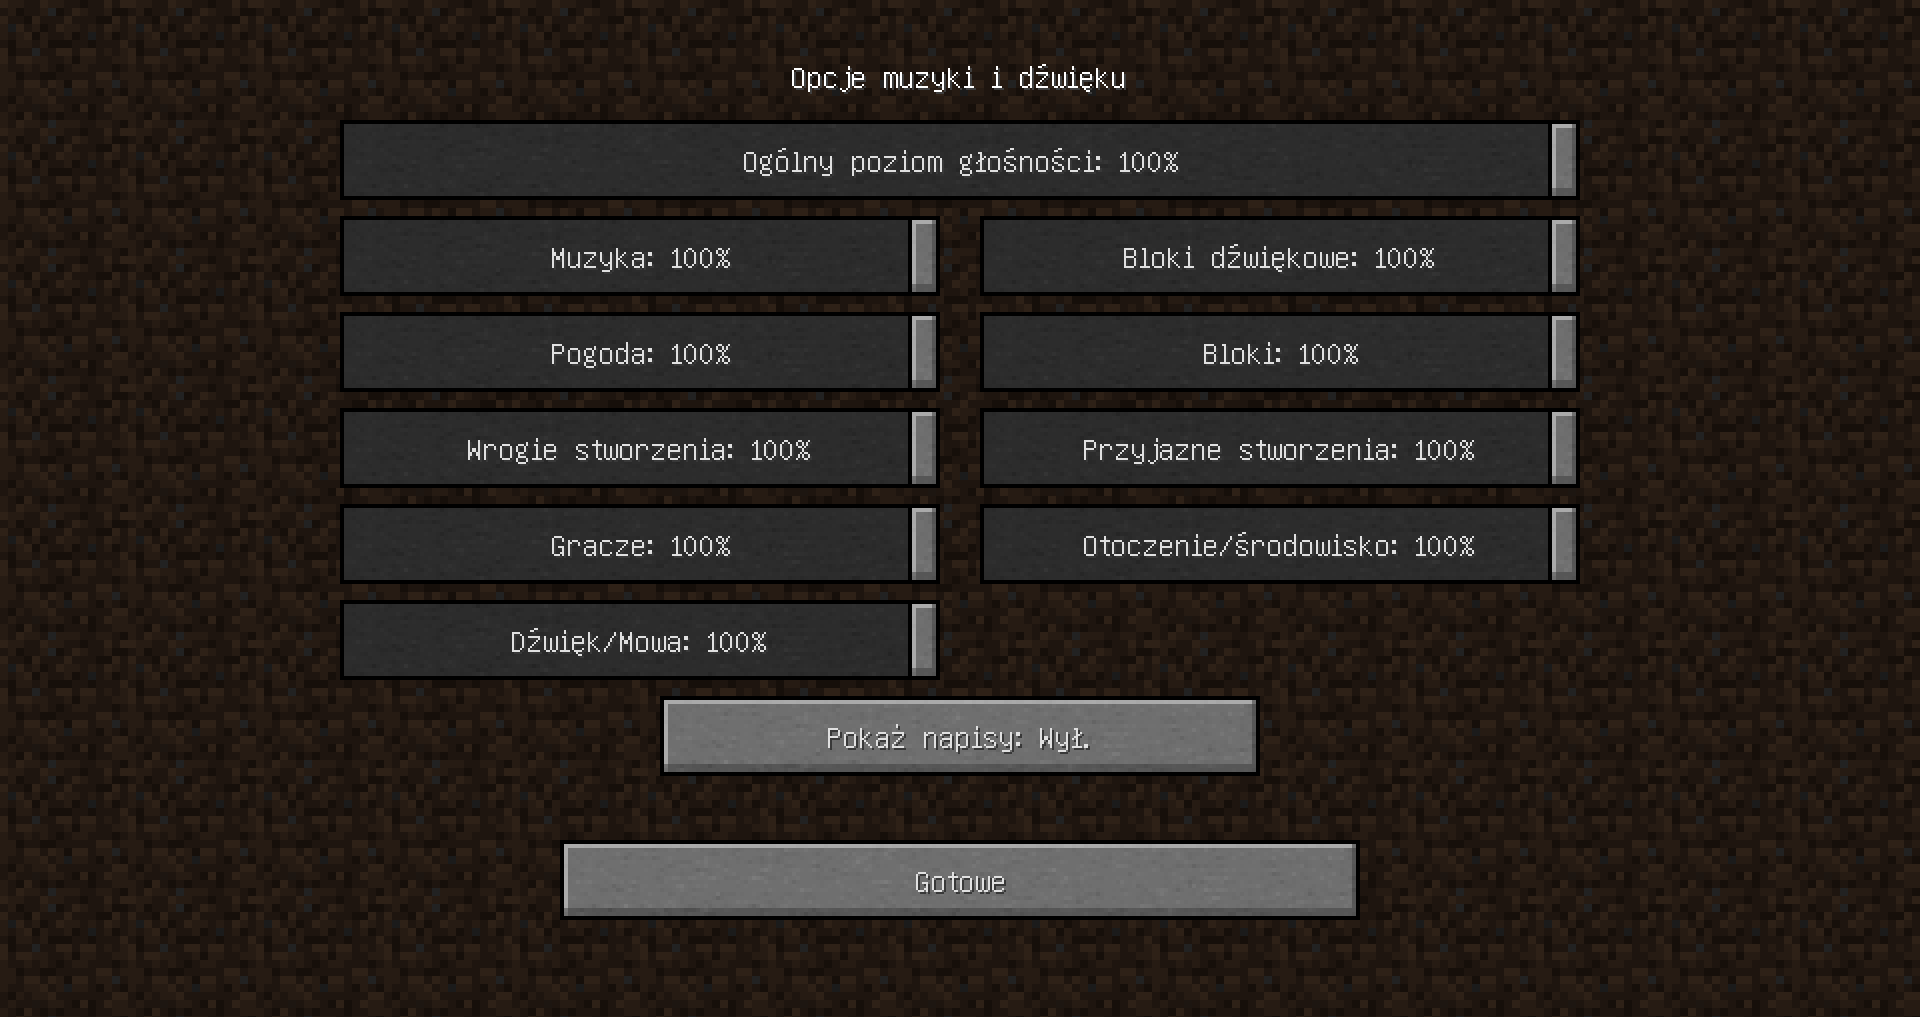 Opcje muzyki i dźwięku
Ogólny poziom głośności: 100%
Muzyka: 100%
Bloki dźwiękowe: 100%
Pogoda: 100%
Bloki: 100%
Wrogie stworzenia: 100%
Przyjazne stworzenia: 100%
Gracze: 100%
Otoczenie/środowisko: 100%
Dźwięk/Mowa: 100%
Pokaż napisy: Wył.
Gotowe